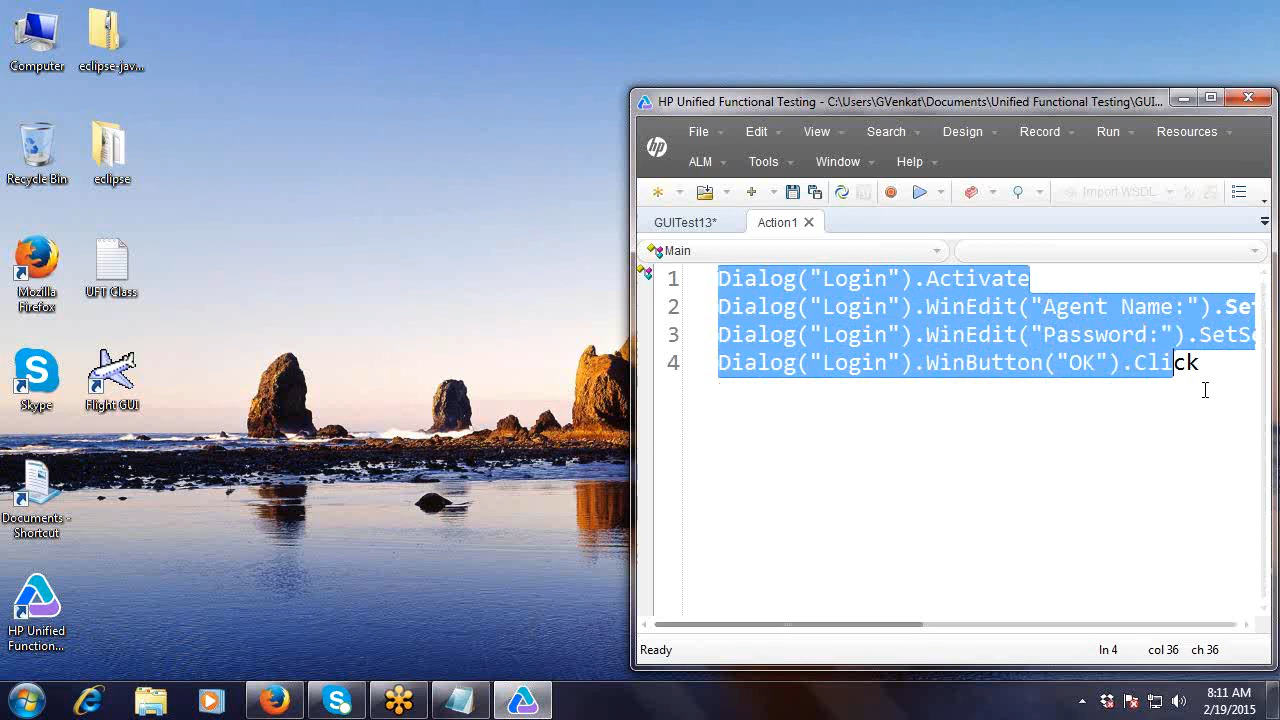 Computer
eclipse-jav...
Recycle Bin
eclipse
Mozilla
Firefox
UFT Class
Skype
Flight GUI
Documents -
Shortcut
HP Unified
Function...
HP Unified Functional Testing - C:\Users\GVenkat\Documents\Unified Functional Testing\GUI...
hp
File Edit View Search Design Record Run Resources
ALM Tools Window Help
Import WSDL
GUITest13* Action1
Main
1 Dialog("Login").Activate
2 Dialog("Login").WinEdit("Agent Name:").Set
3 Dialog("Login").WinEdit("Password:").SetSe
4 Dialog("Login").WinButton("OK").Click
Ready ln 4 col 36 ch 36
8:11 AM
2/19/2015